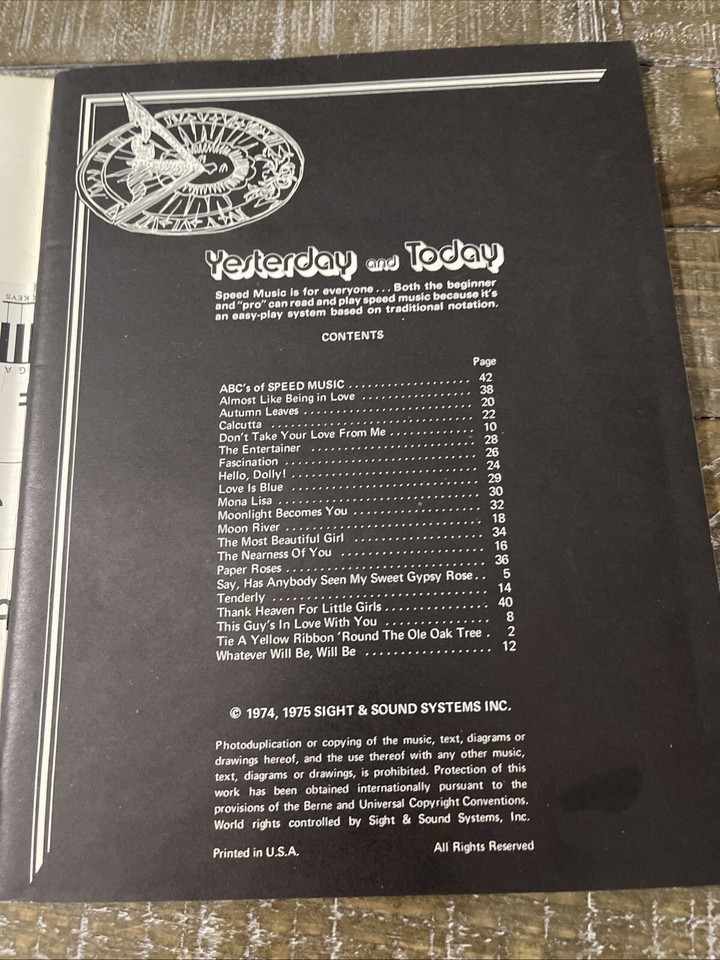 Yesterday and Today
Speed Music is for everyone... Both the beginner
and "pro" can read and play speed music because it's
an easy-play system based on traditional notation.
CONTENTS
Page
ABC's of SPEED MUSIC .................... 42
Almost Like Being in Love .................. 38
Autumn Leaves ............................ 20
Calcutta .................................. 22
Don't Take Your Love From Me ............. 10
The Entertainer .......................... 28
Fascination .............................. 26
Hello, Dolly! ............................. 24
Love Is Blue .............................. 29
Mona Lisa ................................ 30
Moonlight Becomes You .................... 32
Moon River ............................... 18
The Most Beautiful Girl .................... 34
The Nearness Of You ...................... 16
Paper Roses ............................... 36
Say, Has Anybody Seen My Sweet Gypsy Rose.. 5
Tenderly ................................. 14
Thank Heaven For Little Girls ............... 40
This Guy's In Love With You ............... 8
Tie A Yellow Ribbon 'Round The Ole Oak Tree . 2
Whatever Will Be, Will Be .................. 12
© 1974, 1975 SIGHT & SOUND SYSTEMS INC.
Photoduplication or copying of the music, text, diagrams or
drawings hereof, and the use thereof with any other music,
text, diagrams or drawings, is prohibited. Protection of this
work has been obtained internationally pursuant to the
provisions of the Berne and Universal Copyright Conventions.
World rights controlled by Sight & Sound Systems, Inc.
Printed in U.S.A. All Rights Reserved
KEYS
G A